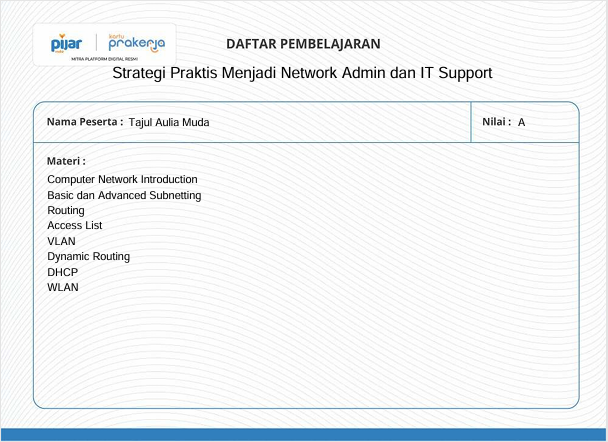 pijar
mahir
kartu
prakerja
MITRA PLATFORM DIGITAL RESMI
DAFTAR PEMBELAJARAN
Strategi Praktis Menjadi Network Admin dan IT Support
Nama Peserta : Tajul Aulia Muda
Nilai : A
Materi :
Computer Network Introduction
Basic dan Advanced Subnetting
Routing
Access List
VLAN
Dynamic Routing
DHCP
WLAN